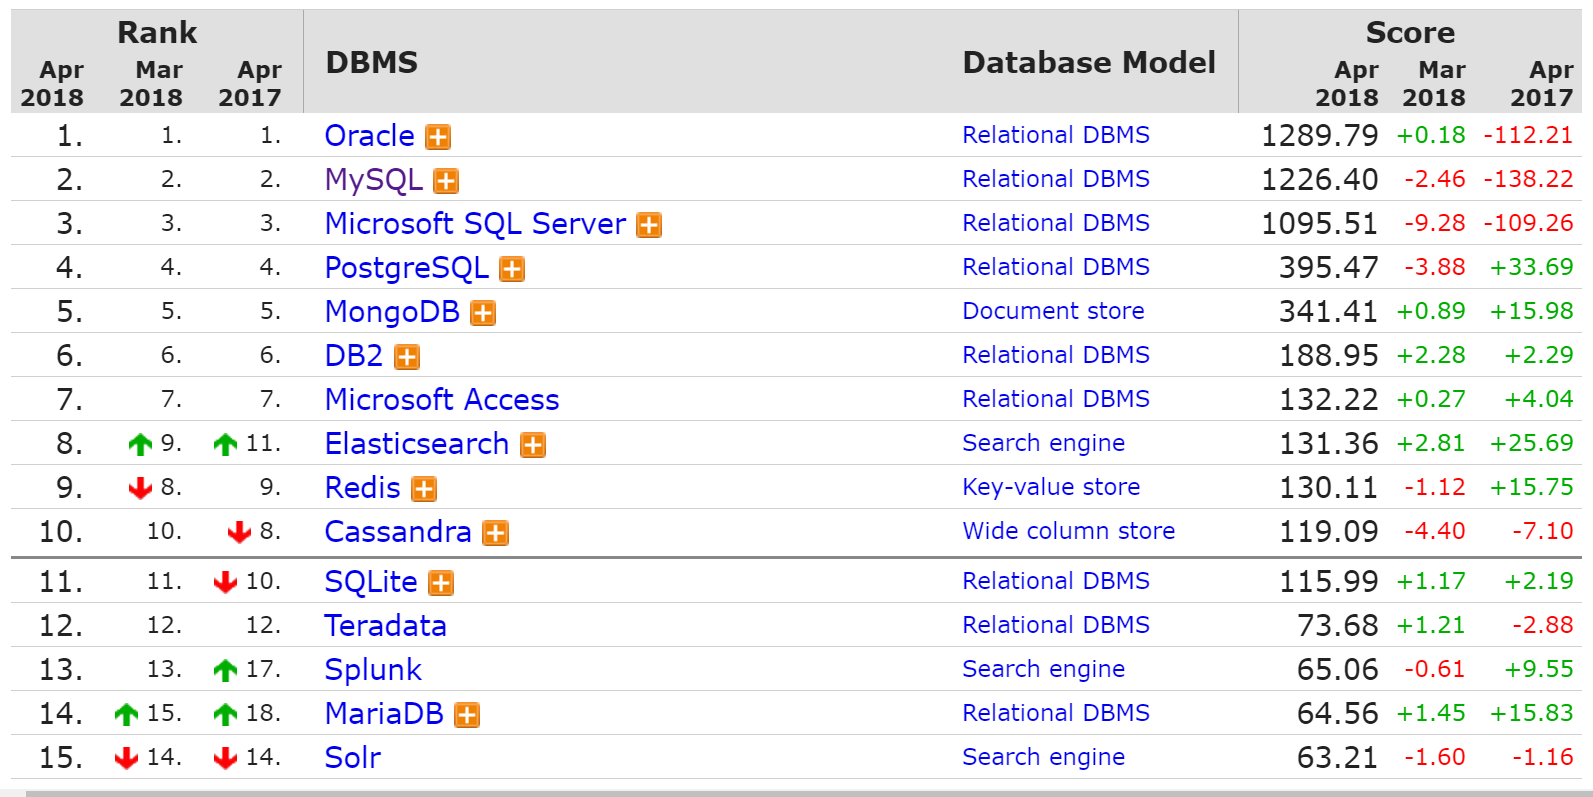 Rank DBMS Database Model Score
Apr 2018 Mar 2018 Apr 2017 Apr 2018 Mar 2018 Apr 2017
1. 1. 1. Oracle Relational DBMS 1289.79 +0.18 -112.21
2. 2. 2. MySQL Relational DBMS 1226.40 -2.46 -138.22
3. 3. 3. Microsoft SQL Server Relational DBMS 1095.51 -9.28 -109.26
4. 4. 4. PostgreSQL Relational DBMS 395.47 -3.88 +33.69
5. 5. 5. MongoDB Document store 341.41 +0.89 +15.98
6. 6. 6. DB2 Relational DBMS 188.95 +2.28 +2.29
7. 7. 7. Microsoft Access Relational DBMS 132.22 +0.27 +4.04
8. 9. 11. Elasticsearch Search engine 131.36 +2.81 +25.69
9. 8. 9. Redis Key-value store 130.11 -1.12 +15.75
10. 10. 8. Cassandra Wide column store 119.09 -4.40 -7.10
11. 11. 10. SQLite Relational DBMS 115.99 +1.17 +2.19
12. 12. 12. Teradata Relational DBMS 73.68 +1.21 -2.88
13. 13. 17. Splunk Search engine 65.06 -0.61 +9.55
14. 15. 18. MariaDB Relational DBMS 64.56 +1.45 +15.83
15. 14. 14. Solr Search engine 63.21 -1.60 -1.16